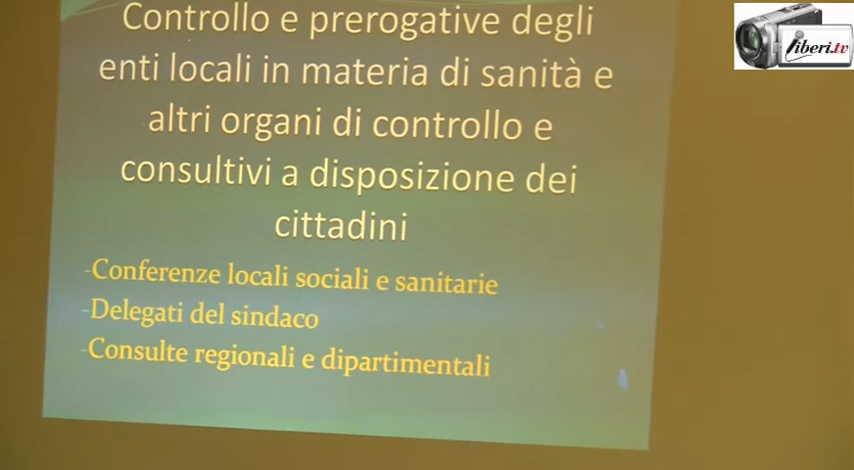 Controllo e prerogative degli
enti locali in materia di sanità e
altri organi di controllo e
consultivi a disposizione dei
cittadini
-Conferenze locali sociali e sanitarie
-Delegati del sindaco
-Consulte regionali e dipartimentali
liberi.tv